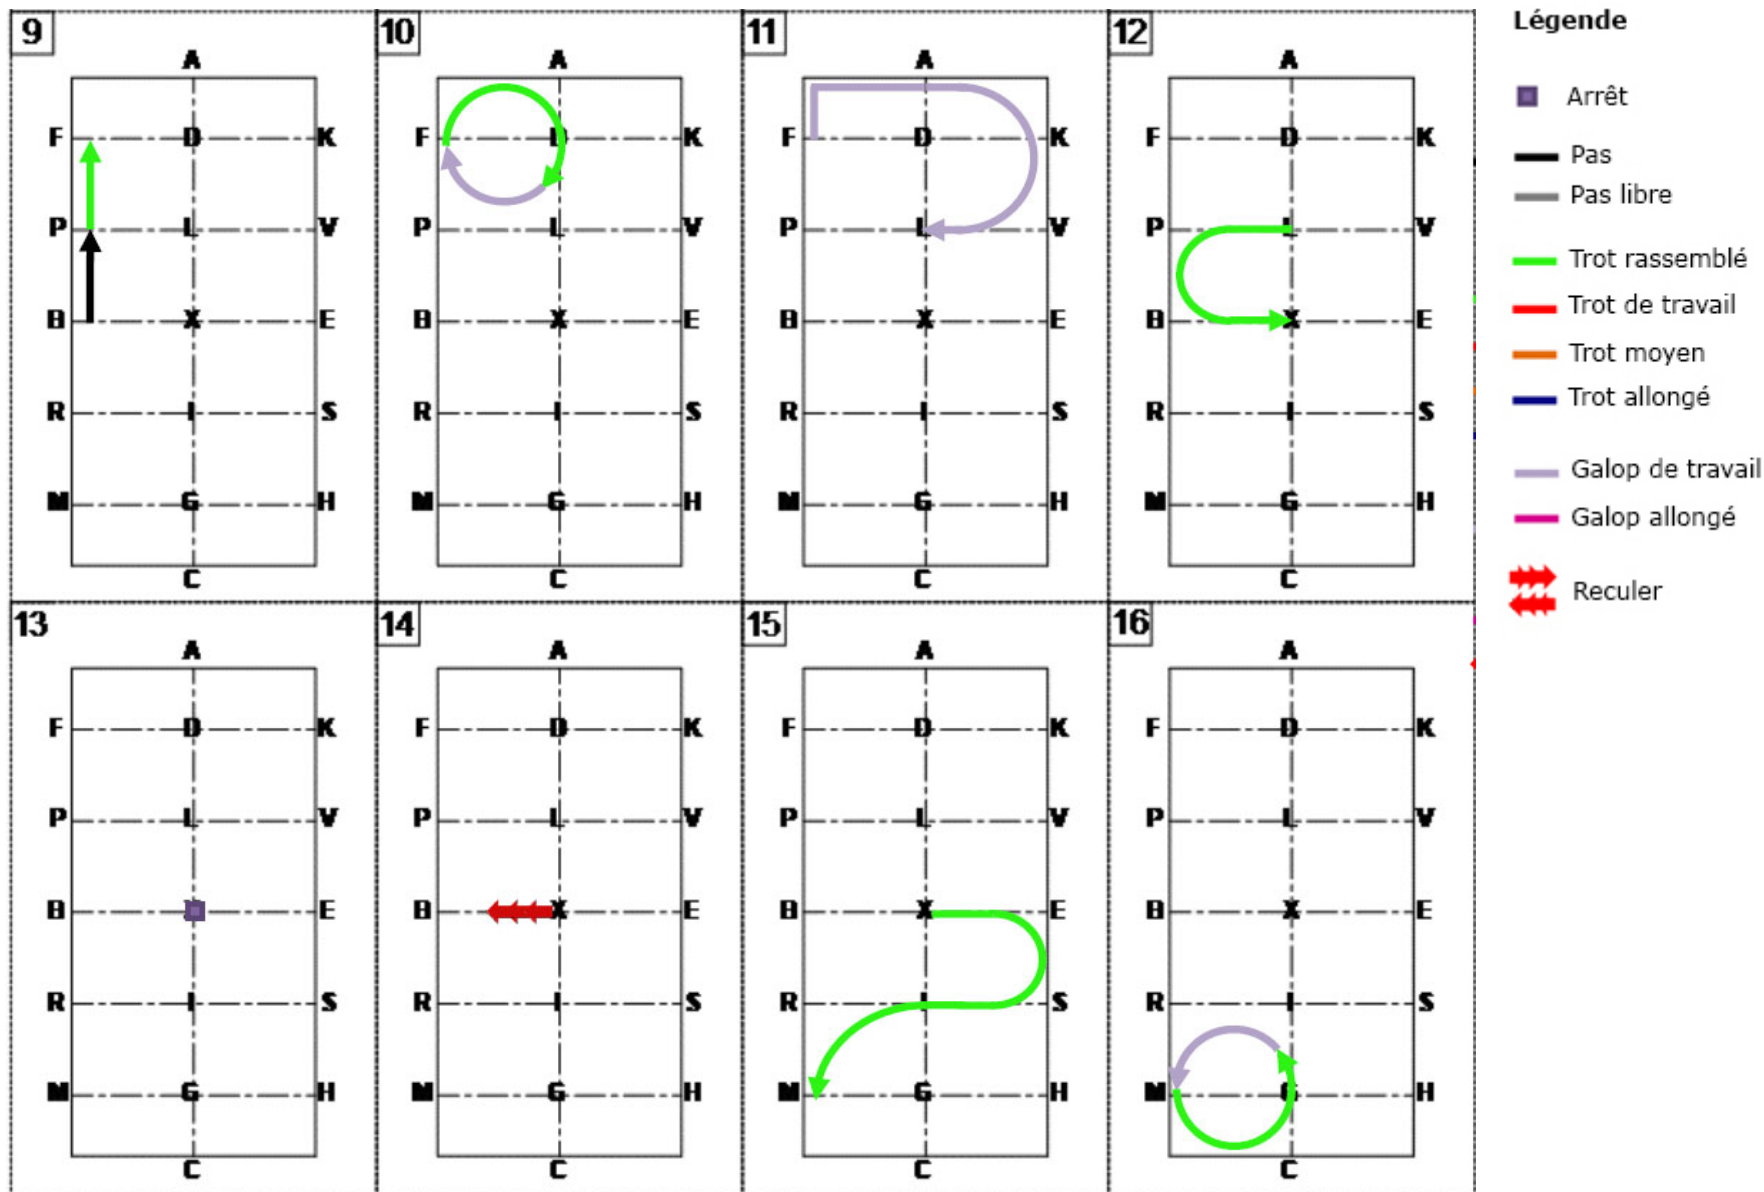 9
A
F D K
P L V
B X E
R I S
M G H
C
10
A
F D K
P L V
B X E
R I S
M G H
C
11
A
F D K
P L V
B X E
R I S
M G H
C
12
A
F D K
P L V
B X E
R I S
M G H
C
Légende
Arrêt
Pas
Pas libre
Trot rassemblé
Trot de travail
Trot moyen
Trot allongé
Galop de travail
Galop allongé
Reculer
13
A
F D K
P L V
B E
R I S
M G H
C
14
A
F D K
P L V
B X E
R I S
M G H
C
15
A
F D K
P L V
B X E
R I S
M G H
C
16
A
F D K
P L V
B X E
R I S
M G H
C